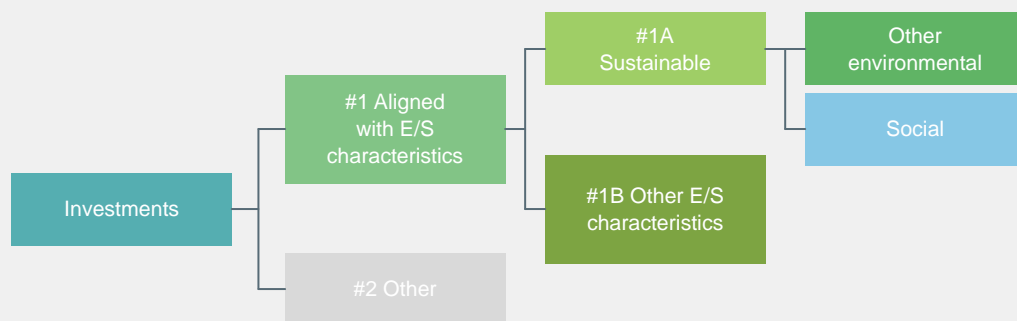 Investments
#1 Aligned
with E/S
characteristics
#2 Other
#1A
Sustainable
#1B Other E/S
characteristics
Other
environmental
Social